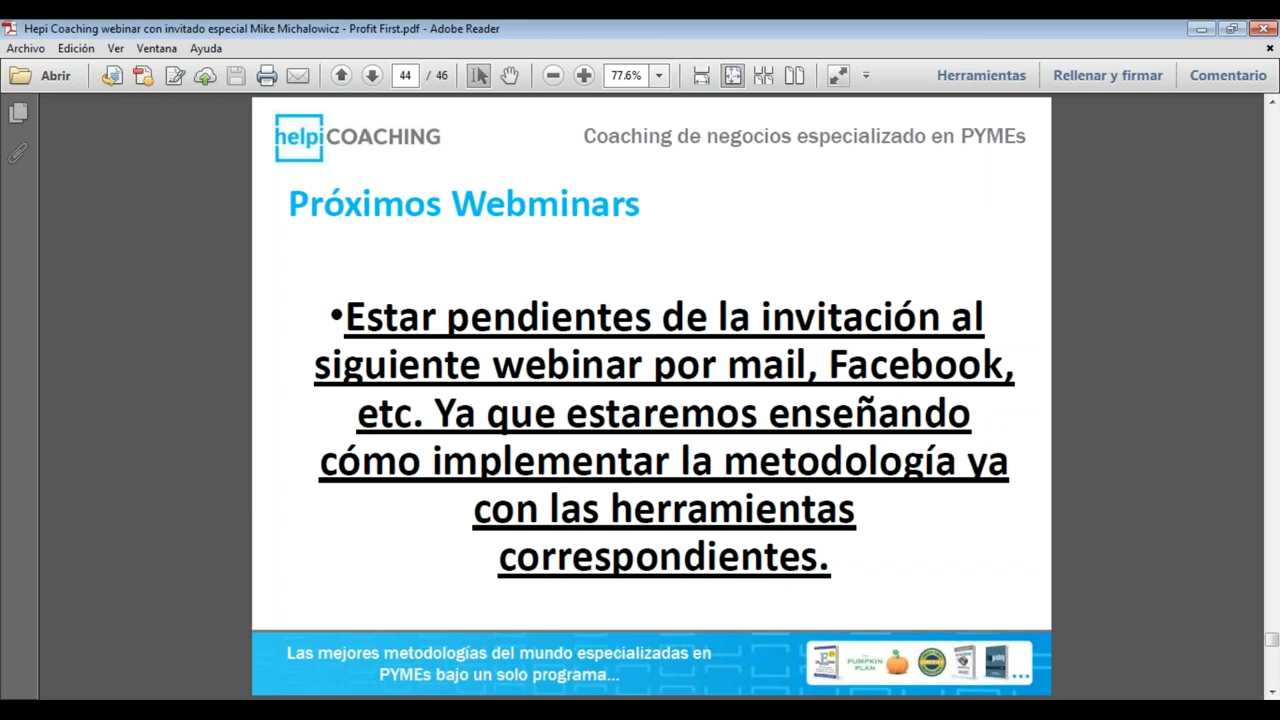 Hepi Coaching webinar con invitado especial Mike Michalowicz - Profit First.pdf - Adobe Reader
Archivo Edición Ver Ventana Ayuda
Abrir 44 / 46 77.6% Herramientas Rellenar y firmar Comentario
helpi COACHING Coaching de negocios especializado en PYMEs
Próximos Webminars
•Estar pendientes de la invitación al
siguiente webinar por mail, Facebook,
etc. Ya que estaremos enseñando
cómo implementar la metodología ya
con las herramientas
correspondientes.
Las mejores metodologías del mundo especializadas en
PYMEs bajo un solo programa...
PUMPKIN
PLAN
...